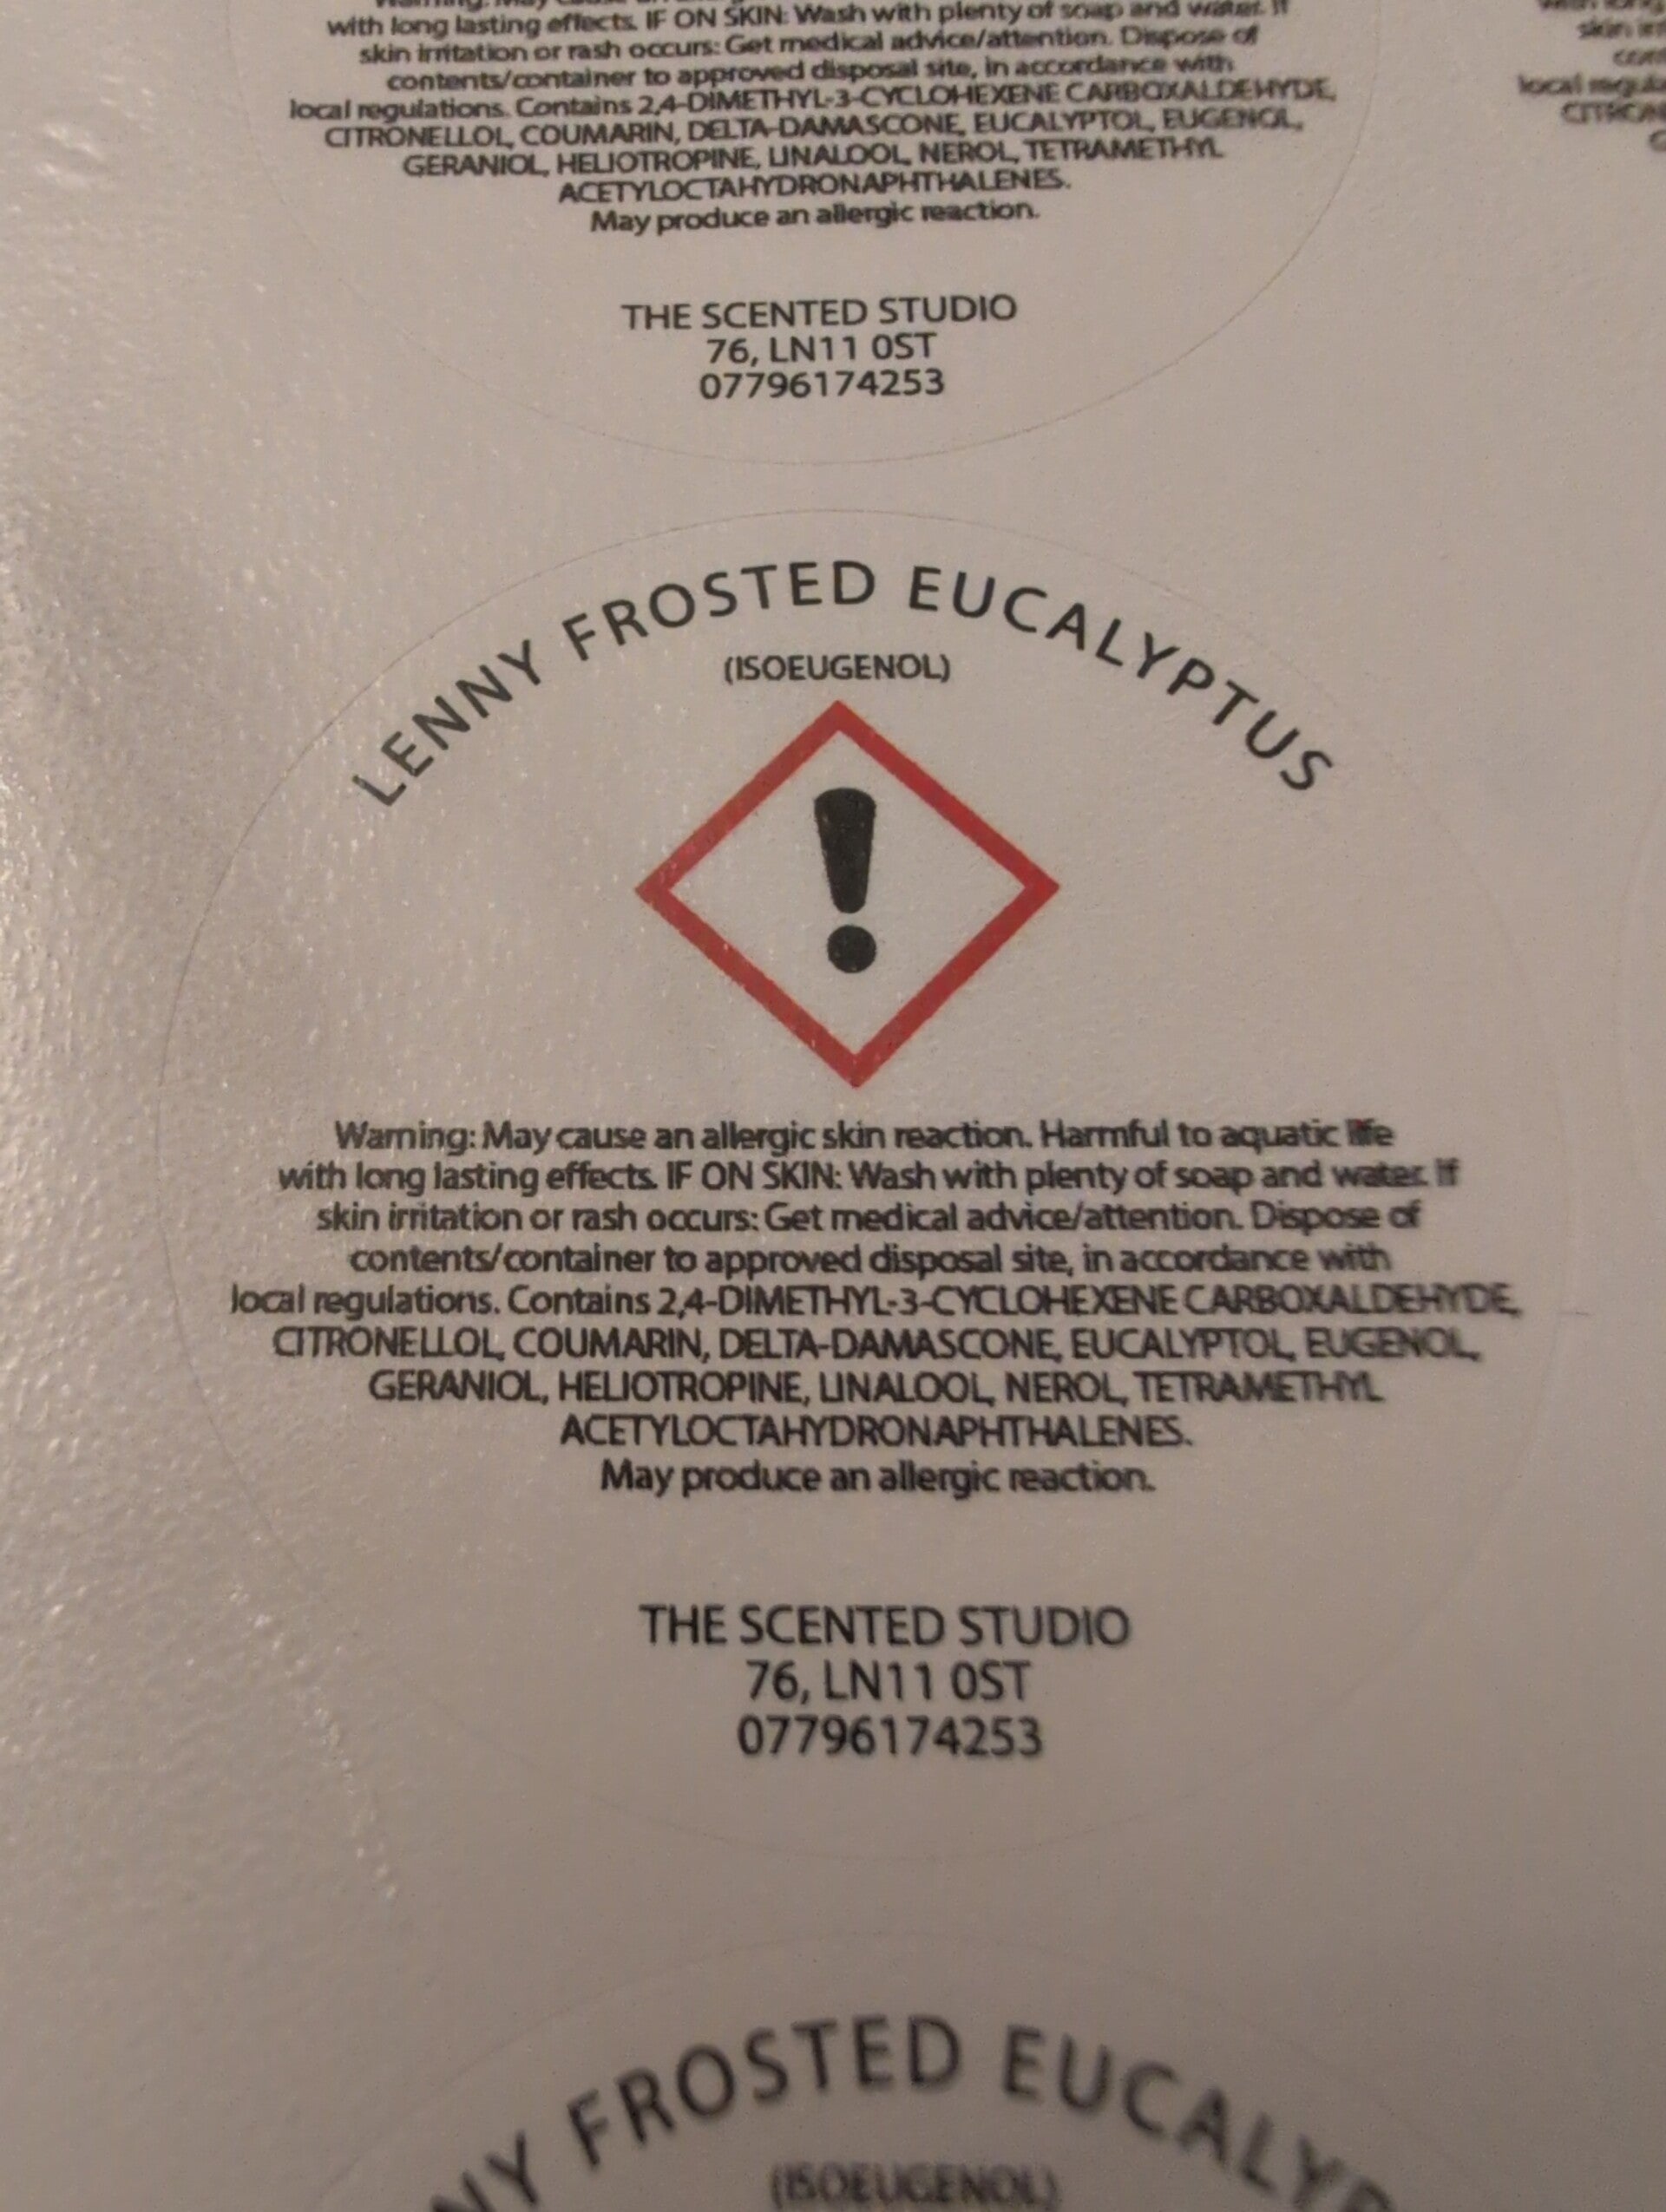 with long lasting effects. IF ON SKIN: Wash with plenty of soap and water. If
skin irritation or rash occurs: Get medical advice/attention. Dispose of
contents/container to approved disposal site, in accordance with
local regulations. Contains 2,4-DIMETHYL-3-CYCLOHEXENE CARBOXALDEHYDE,
CITRONELLOL, COUMARIN, DELTA-DAMASCONE, EUCALYPTOL, EUGENOL,
GERANIOL, HELIOTROPINE, LINALOOL, NEROL, TETRAMETHYL
ACETYLOCTAHYDRONAPHTHALENES.
May produce an allergic reaction.
THE SCENTED STUDIO
76, LN11 0ST
07796174253
LENNY FROSTED EUCALYPTUS
(ISOEUGENOL)
Warning: May cause an allergic skin reaction. Harmful to aquatic life
with long lasting effects. IF ON SKIN: Wash with plenty of soap and water. If
skin irritation or rash occurs: Get medical advice/attention. Dispose of
contents/container to approved disposal site, in accordance with
local regulations. Contains 2,4-DIMETHYL-3-CYCLOHEXENE CARBOXALDEHYDE,
CITRONELLOL, COUMARIN, DELTA-DAMASCONE, EUCALYPTOL, EUGENOL,
GERANIOL, HELIOTROPINE, LINALOOL, NEROL, TETRAMETHYL
ACETYLOCTAHYDRONAPHTHALENES.
May produce an allergic reaction.
THE SCENTED STUDIO
76, LN11 0ST
07796174253
NY FROSTED EUCALYP
(ISOEUGENOL)